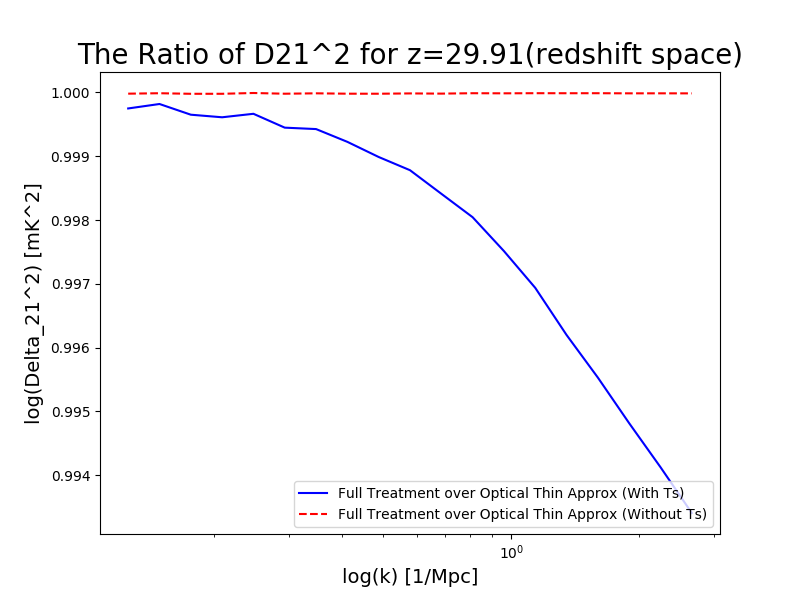 The Ratio of D21^2 for z=29.91(redshift space)
log(Delta_21^2) [mK^2]
1.000
0.999
0.998
0.997
0.996
0.995
0.994
Full Treatment over Optical Thin Approx (With Ts)
Full Treatment over Optical Thin Approx (Without Ts)
10⁰
log(k) [1/Mpc]